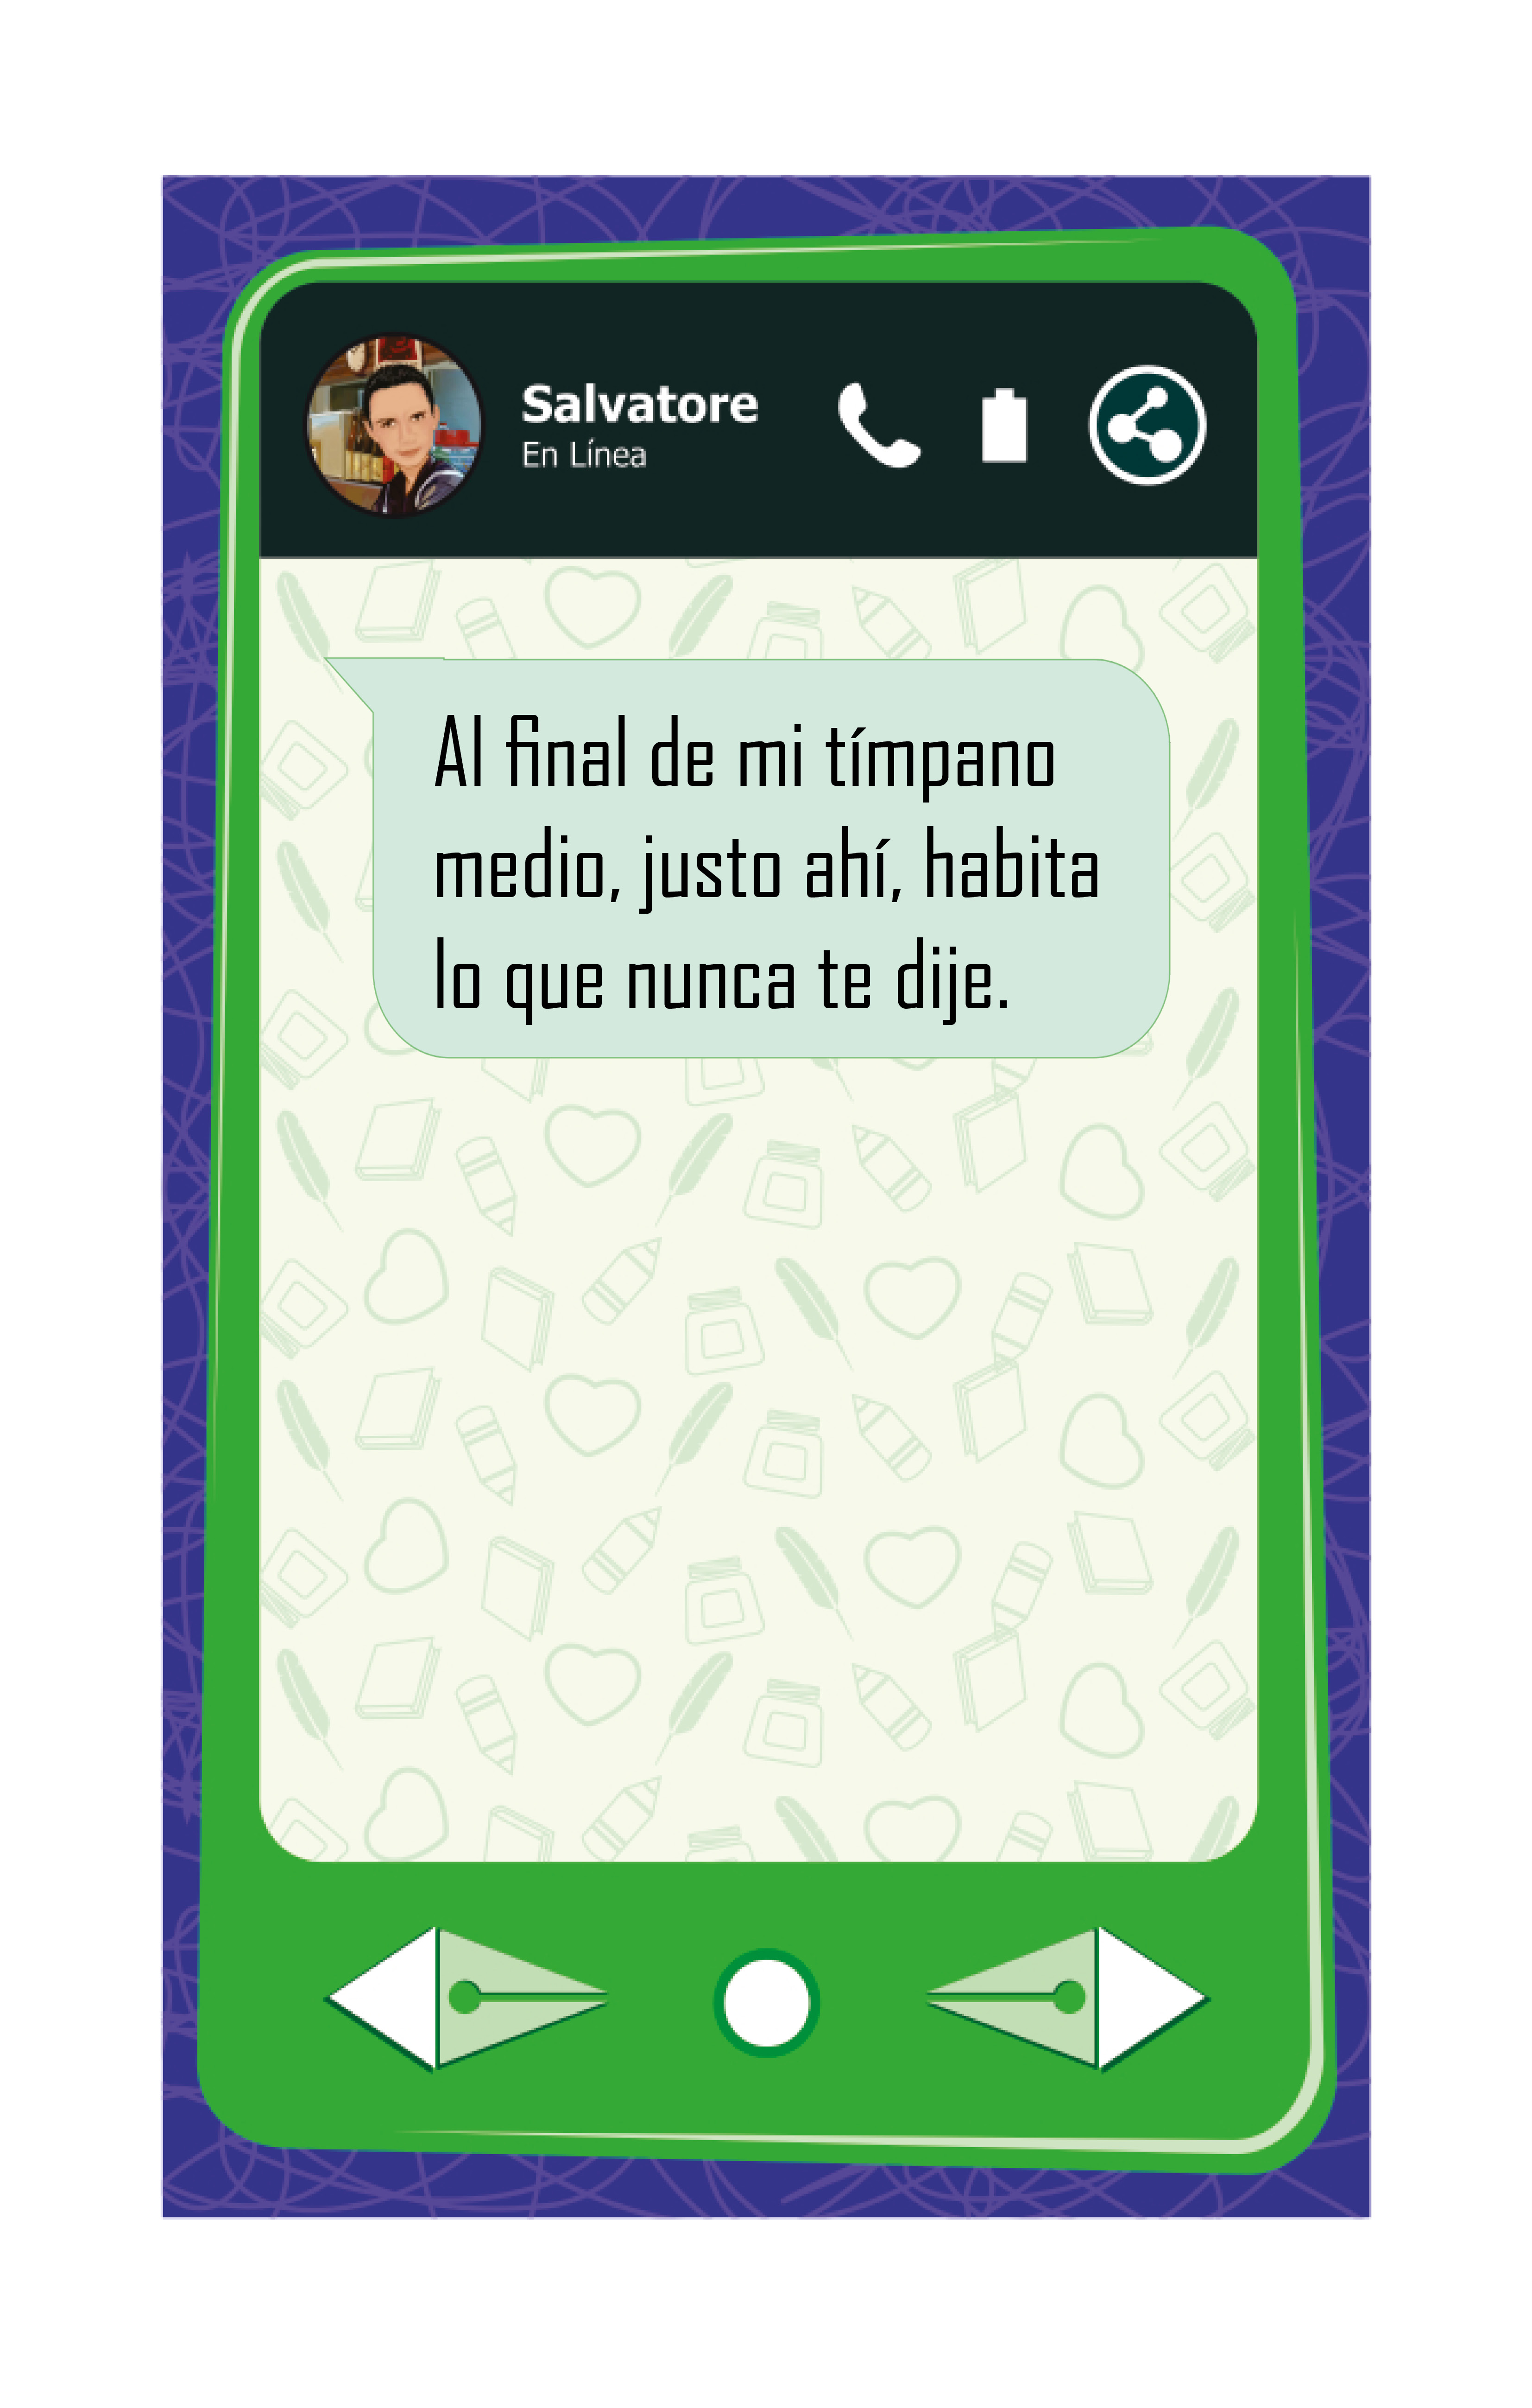 Salvatore
En Línea
Al final de mi tímpano
medio, justo ahí, habita
lo que nunca te dije.